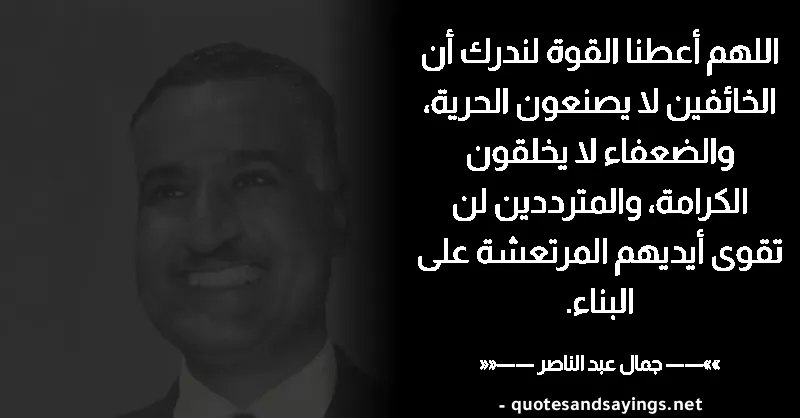 اللهم أعطنا القوة لندرك أن
الخائفين لا يصنعون الحرية،
والضعفاء لا يخلقون
الكرامة، والمترددين لن
تقوى أيديهم المرتعشة على
البناء.
»»—— جمال عبد الناصر ——««
- quotesandsayings.net